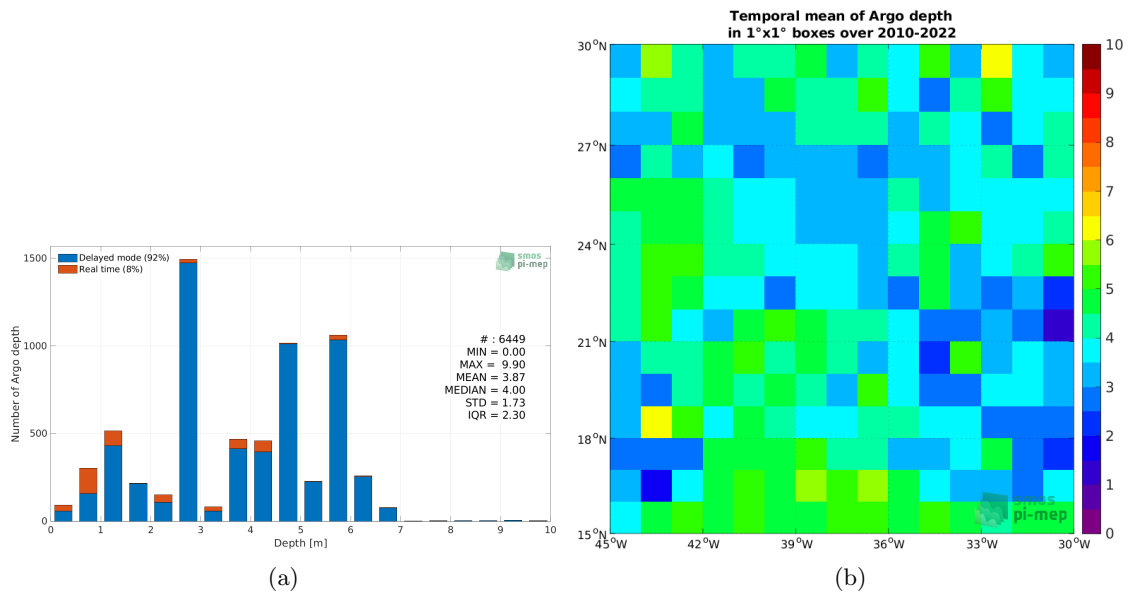 Delayed mode (92%)
Real time (8%)
smos
pi-mep
# : 6449
MIN = 0.00
MAX = 9.90
MEAN = 3.87
MEDIAN = 4.00
STD = 1.73
IQR = 2.30
Number of Argo depth
1500
1000
500
0
0 1 2 3 4 5 6 7 8 9 10
Depth [m]
(a)
Temporal mean of Argo depth
in 1°x1° boxes over 2010-2022
30°N
27°N
24°N
21°N
18°N
15°N
45°W 42°W 39°W 36°W 33°W 30°W
smos
pi-mep
10
9
8
7
6
5
4
3
2
1
0
(b)